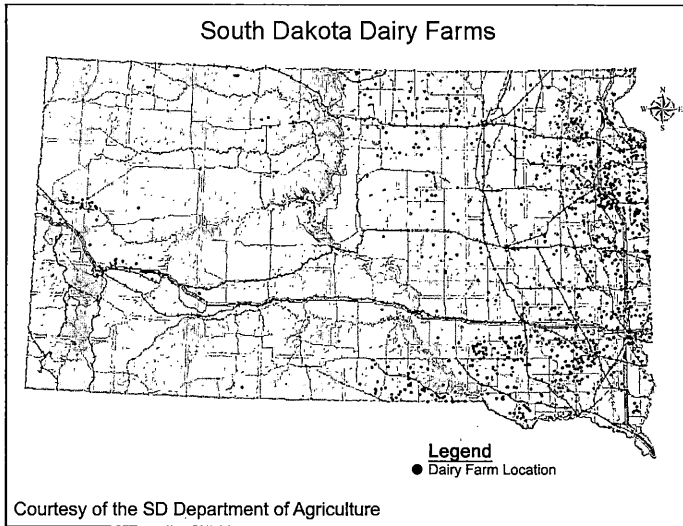 South Dakota Dairy Farms
N
W E
S
Legend
Dairy Farm Location
Courtesy of the SD Department of Agriculture